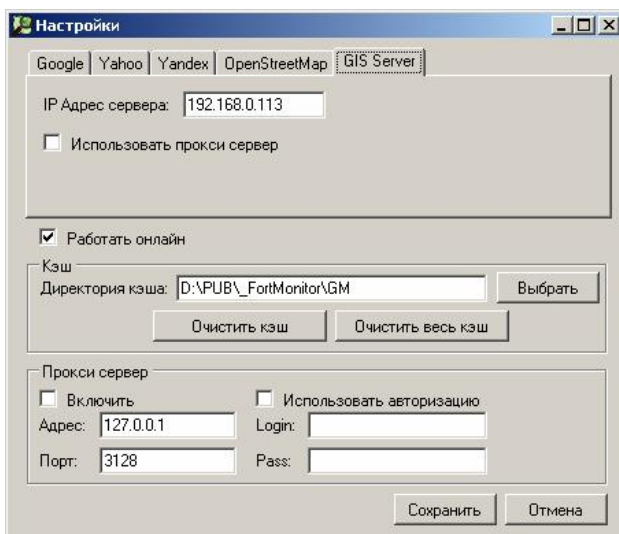 Настройки
Google Yahoo Yandex OpenStreetMap GIS Server
IP Адрес сервера: 192.168.0.113
Использовать прокси сервер
Работать онлайн
Кэш
Директория кэша: D:\PUB\_FortMonitor\GM Выбрать
Очистить кэш Очистить весь кэш
Прокси сервер
Включить Использовать авторизацию
Адрес: 127.0.0.1 Login:
Порт: 3128 Pass:
Сохранить Отмена